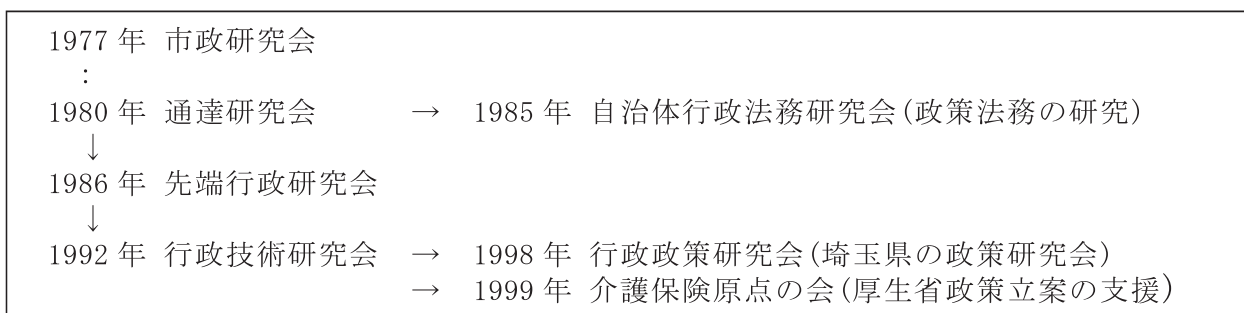 1977 年 市政研究会
：
1980 年 通達研究会 → 1985 年 自治体行政法務研究会(政策法務の研究)
↓
1986 年 先端行政研究会
↓
1992 年 行政技術研究会 → 1998 年 行政政策研究会(埼玉県の政策研究会)
→ 1999 年 介護保険原点の会(厚生省政策立案の支援)